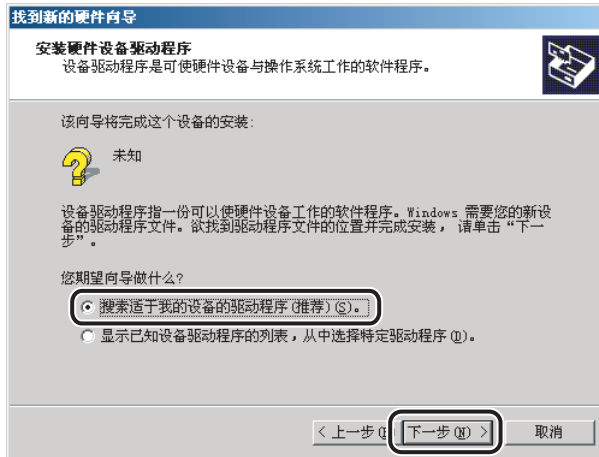 找到新的硬件向导
安装硬件设备驱动程序
设备驱动程序是可使硬件设备与操作系统工作的软件程序。
该向导将完成这个设备的安装:
未知
设备驱动程序指一份可以使硬件设备工作的软件程序。Windows 需要您的新设
备的驱动程序文件。欲找到驱动程序文件的位置并完成安装， 请单击“下一
步”。
您期望向导做什么?
搜索适于我的设备的驱动程序(推荐)(S)。
显示已知设备驱动程序的列表，从中选择特定驱动程序(D)。
< 上一步 下一步(N) > 取消